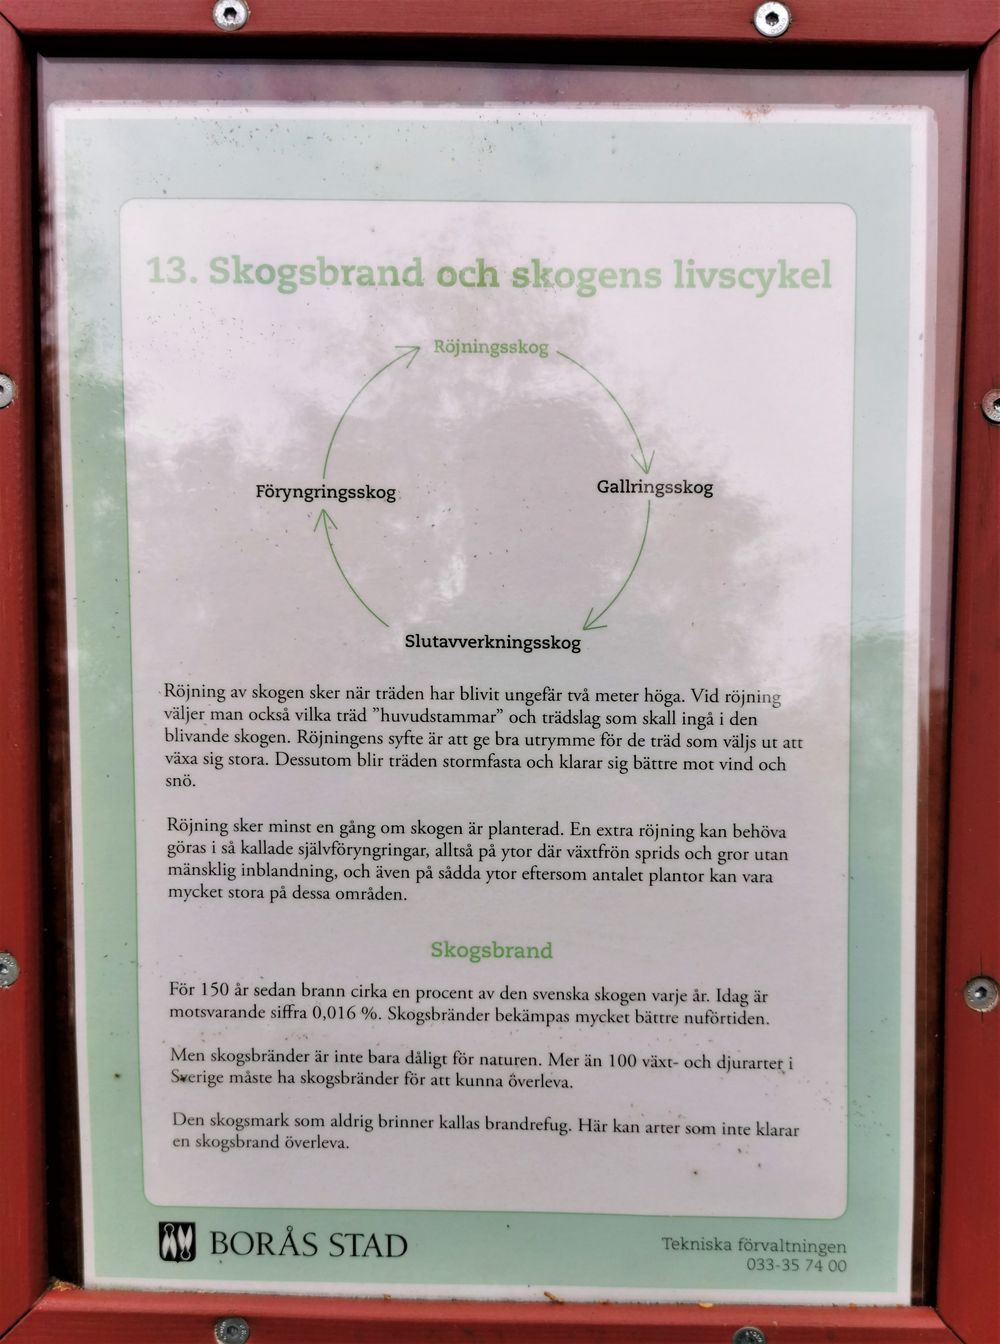 13. Skogsbrand och skogens livscykel
Röjningsskog
Föryngringsskog
Gallringsskog
Slutavverkningsskog
Röjning av skogen sker när träden har blivit ungefär två meter höga. Vid röjning
väljer man också vilka träd ”huvudstammar” och trädslag som skall ingå i den
blivande skogen. Röjningens syfte är att ge bra utrymme för de träd som väljs ut att
växa sig stora. Dessutom blir träden stormfasta och klarar sig bättre mot vind och
snö.
Röjning sker minst en gång om skogen är planterad. En extra röjning kan behöva
göras i så kallade självföryngringar, alltså på ytor där växtfrön sprids och gror utan
mänsklig inblandning, och även på sådda ytor eftersom antalet plantor kan vara
mycket stora på dessa områden.
Skogsbrand
För 150 år sedan brann cirka en procent av den svenska skogen varje år. Idag är
motsvarande siffra 0,016 %. Skogsbränder bekämpas mycket bättre nuförtiden.
Men skogsbränder är inte bara dåligt för naturen. Mer än 100 växt- och djurarter i
Sverige måste ha skogsbränder för att kunna överleva.
Den skogsmark som aldrig brinner kallas brandrefug. Här kan arter som inte klarar
en skogsbrand överleva.
BORÅS STAD
Tekniska förvaltningen
033-35 74 00